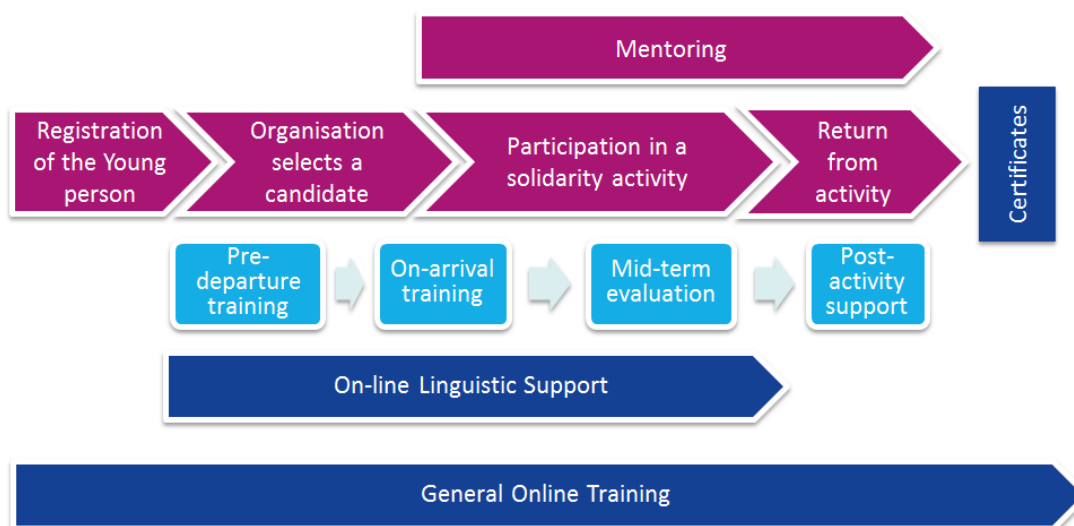 Mentoring
Registration
of the Young
person
Organisation
selects a
candidate
Participation in a
solidarity activity
Return
from
activity
Certificates
Pre-
departure
training
On-arrival
training
Mid-term
evaluation
Post-
activity
support
On-line Linguistic Support
General Online Training